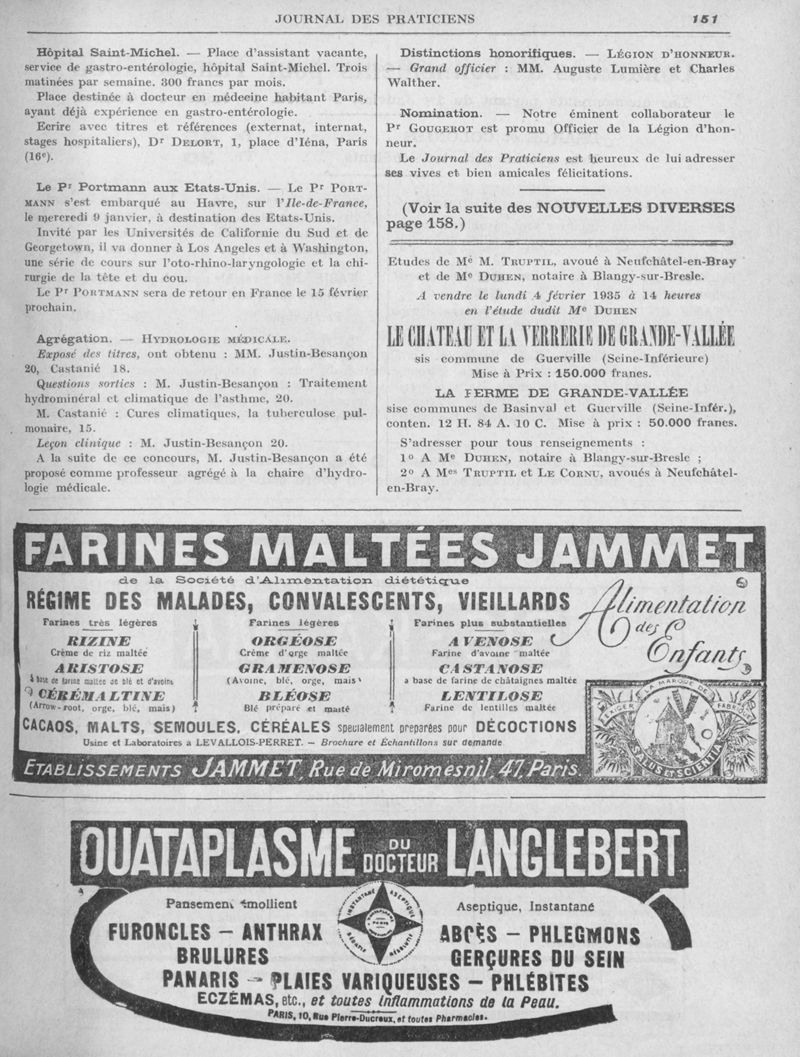 JOURNAL DES PRATICIENS 151
Hôpital Saint-Michel. — Place d'assistant vacante,
service de gastro-entérologie, hôpital Saint-Michel. Trois
matinées par semaine. 300 francs par mois.
Place destinée à docteur en médecine habitant Paris,
ayant déjà expérience en gastro-entérologie.
Ecrire avec titres et références (externat, internat,
stages hospitaliers), Dr DELORT, 1, place d'Iéna, Paris
(16e).
Le Pr Portmann aux Etats-Unis. — Le Pr PORT-
MANN s'est embarqué au Havre, sur l'Ile-de-France,
le mercredi 9 janvier, à destination des Etats-Unis.
Invité par les Universités de Californie du Sud et de
Georgetown, il va donner à Los Angeles et à Washington,
une série de cours sur l'oto-rhino-laryngologie et la chi-
rurgie de la tête et du cou.
Le Pr PORTMANN sera de retour en France le 15 février
prochain.
Agrégation. — HYDROLOGIE MÉDICALE.
Exposé des titres, ont obtenu : MM. Justin-Besançon
20, Castanié 18.
Questions sorties : M. Justin-Besançon : Traitement
hydrominéral et climatique de l'asthme, 20.
M. Castanié : Cures climatiques, la tuberculose pul-
monaire, 15.
Leçon clinique : M. Justin-Besançon 20.
A la suite de ce concours, M. Justin-Besançon a été
proposé comme professeur agrégé à la chaire d'hydro-
logie médicale.
Distinctions honorifiques. — LÉGION D'HONNEUR.
— Grand officier : MM. Auguste Lumière et Charles
Walther.
Nomination. — Notre éminent collaborateur le
Pr GOUGEROT est promu Officier de la Légion d'hon-
neur.
Le Journal des Praticiens est heureux de lui adresser
ses vives et bien amicales félicitations.
(Voir la suite des NOUVELLES DIVERSES
page 158.)
Etudes de Me M. TRUPTIL, avoué à Neufchâtel-en-Bray
et de Me DUHEN, notaire à Blangy-sur-Bresle.
A vendre le lundi 4 février 1935 à 14 heures
en l'étude dudit Me DUHEN
LE CHATEAU ET LA VERRERIE DE GRANDE-VALLÉE
sis commune de Guerville (Seine-Inférieure)
Mise à Prix : 150.000 francs.
LA FERME DE GRANDE-VALLÉE
sise communes de Basinval et Guerville (Seine-Infér.),
conten. 12 H. 84 A. 10 C. Mise à prix : 50.000 francs.
S'adresser pour tous renseignements :
1o A Me DUHEN, notaire à Blangy-sur-Bresle ;
2o A Mes TRUPTIL et LE CORNU, avoués à Neufchâtel-
en-Bray.
FARINES MALTÉES JAMMET
de la Société d'Alimentation diététique
RÉGIME DES MALADES, CONVALESCENTS, VIEILLARDS
Alimentation
des
Enfants
Farines très légères
RIZINE
Crème de riz maltée
ARISTOSE
à base de farine maltée de blé et d'avoine
CÉRÉMALTINE
(Arrow-root, orge, blé, maïs)
Farines légères
ORGÉOSE
Crème d'orge maltée
GRAMENOSE
(Avoine, blé, orge, maïs)
BLÉOSE
Blé préparé et malté
Farines plus substantielles
AVENOSE
Farine d'avoine maltée
CASTANOSE
a base de farine de châtaignes maltée
LENTILOSE
Farine de lentilles maltée
CACAOS, MALTS, SEMOULES, CÉRÉALES spécialement préparées pour DÉCOCTIONS
Usine et Laboratoires a LEVALLOIS-PERRET. — Brochure et Echantillons sur demande
ETABLISSEMENTS JAMMET, Rue de Miromesnil, 47, Paris.
EXIGER LA MARQUE DE FABRIQUE
SALUS ET SCIENTIA
OUATAPLASME DU DOCTEUR LANGLEBERT
Pansement émollient
Aseptique, Instantané
INSTANTANÉ ASEPTIQUE
FURONCLES — ANTHRAX
BRULURES
ABCÈS — PHLEGMONS
GERÇURES DU SEIN
PANARIS — PLAIES VARIQUEUSES — PHLÉBITES
ECZÉMAS, etc., et toutes Inflammations de la Peau.
PARIS, 10, Rue Pierre-Ducreux, et toutes Pharmacies.